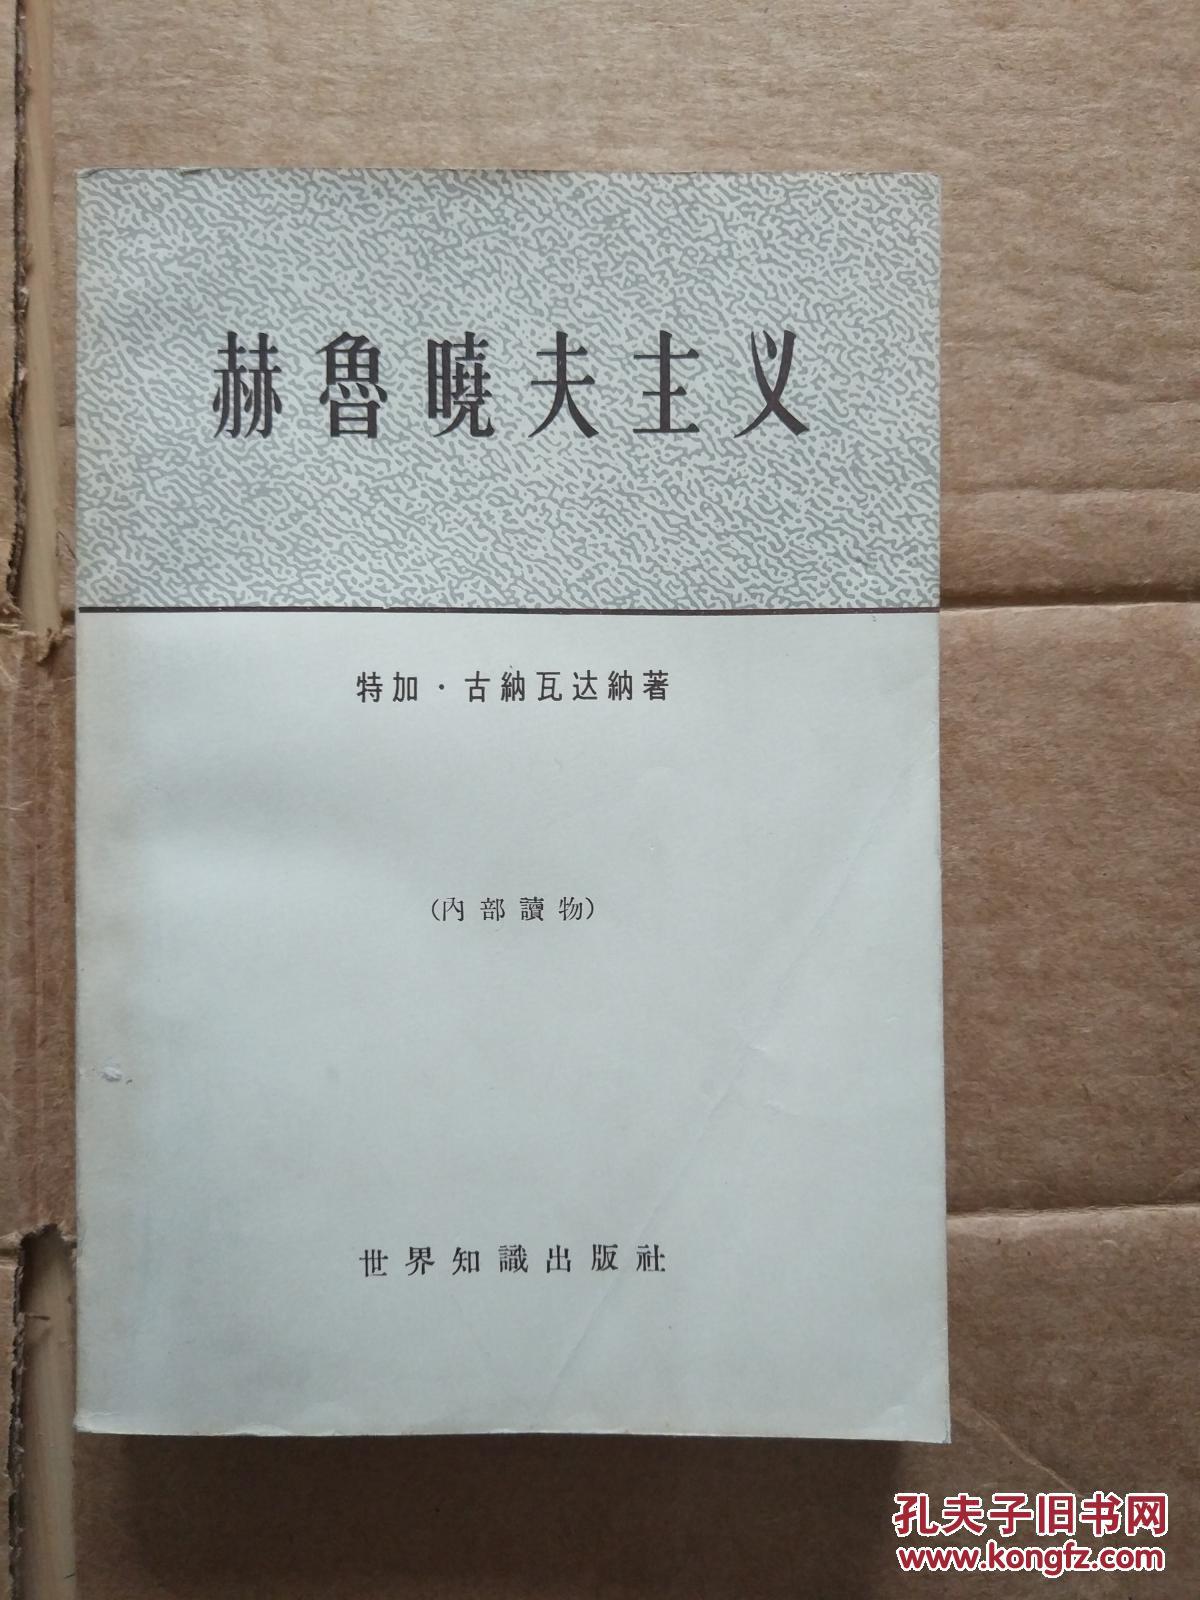 赫魯曉夫主义
特加·古納瓦达納著
(內部讀物)
世界知識出版社
孔夫子旧书网
www.kongfz.com